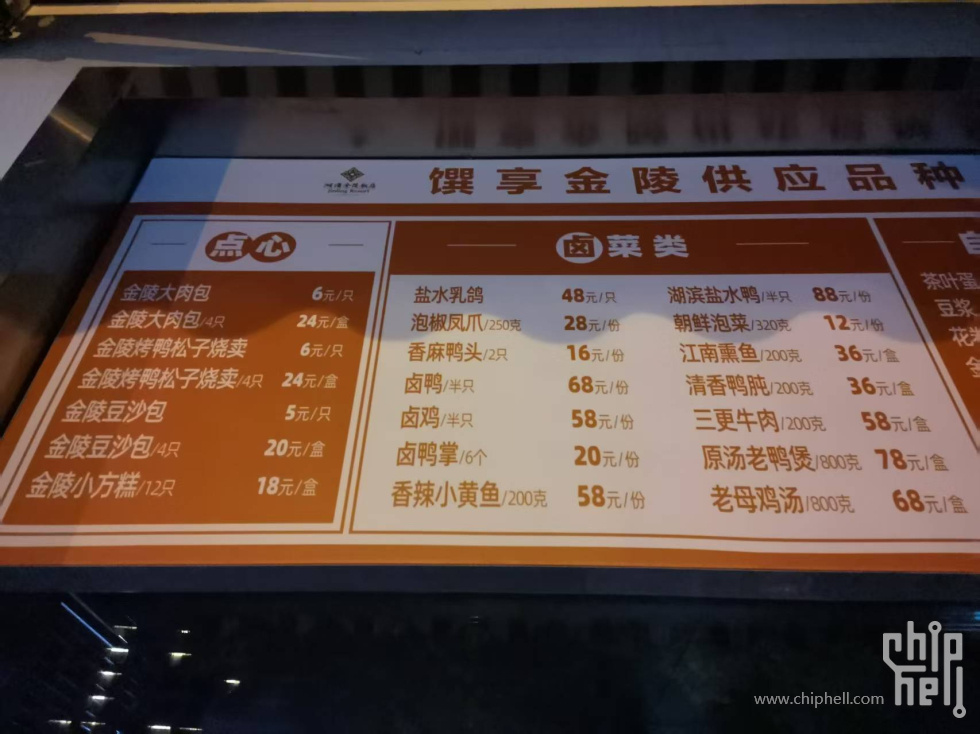 湖滨金陵饭店
馔享金陵供应品种
点心
金陵大肉包 6元/只
金陵大肉包/4只 24元/盒
金陵烤鸭松子烧卖 6元/只
金陵烤鸭松子烧卖/4只 24元/盒
金陵豆沙包 5元/只
金陵豆沙包/4只 20元/盒
金陵小方糕/12只 18元/盒
卤菜类
盐水乳鸽 48元/只 湖滨盐水鸭/半只 88元/份
泡椒凤爪/250克 28元/份 朝鲜泡菜/320克 12元/份
香麻鸭头/2只 16元/份 江南熏鱼/200克 36元/盒
卤鸭/半只 68元/份 清香鸭肫/200克 36元/盒
卤鸡/半只 58元/份 三更牛肉/200克 58元/盒
卤鸭掌/6个 20元/份 原汤老鸭煲/800克 78元/盒
香辣小黄鱼/200克 58元/份 老母鸡汤/800克 68元/盒
茶叶蛋
豆浆
www.chiphell.com
chip
hell